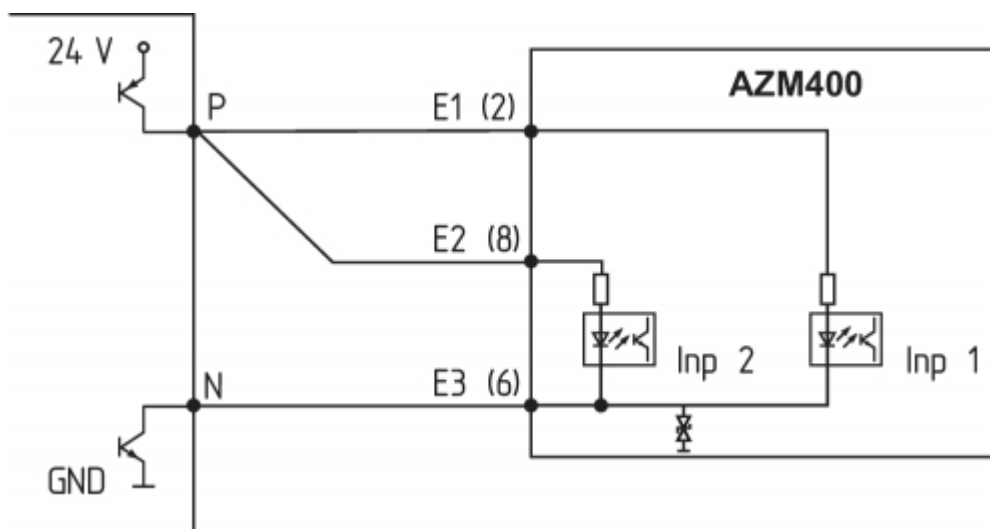 24 V
P
E1 (2)
AZM400
E2 (8)
Inp 2
Inp 1
N
E3 (6)
GND